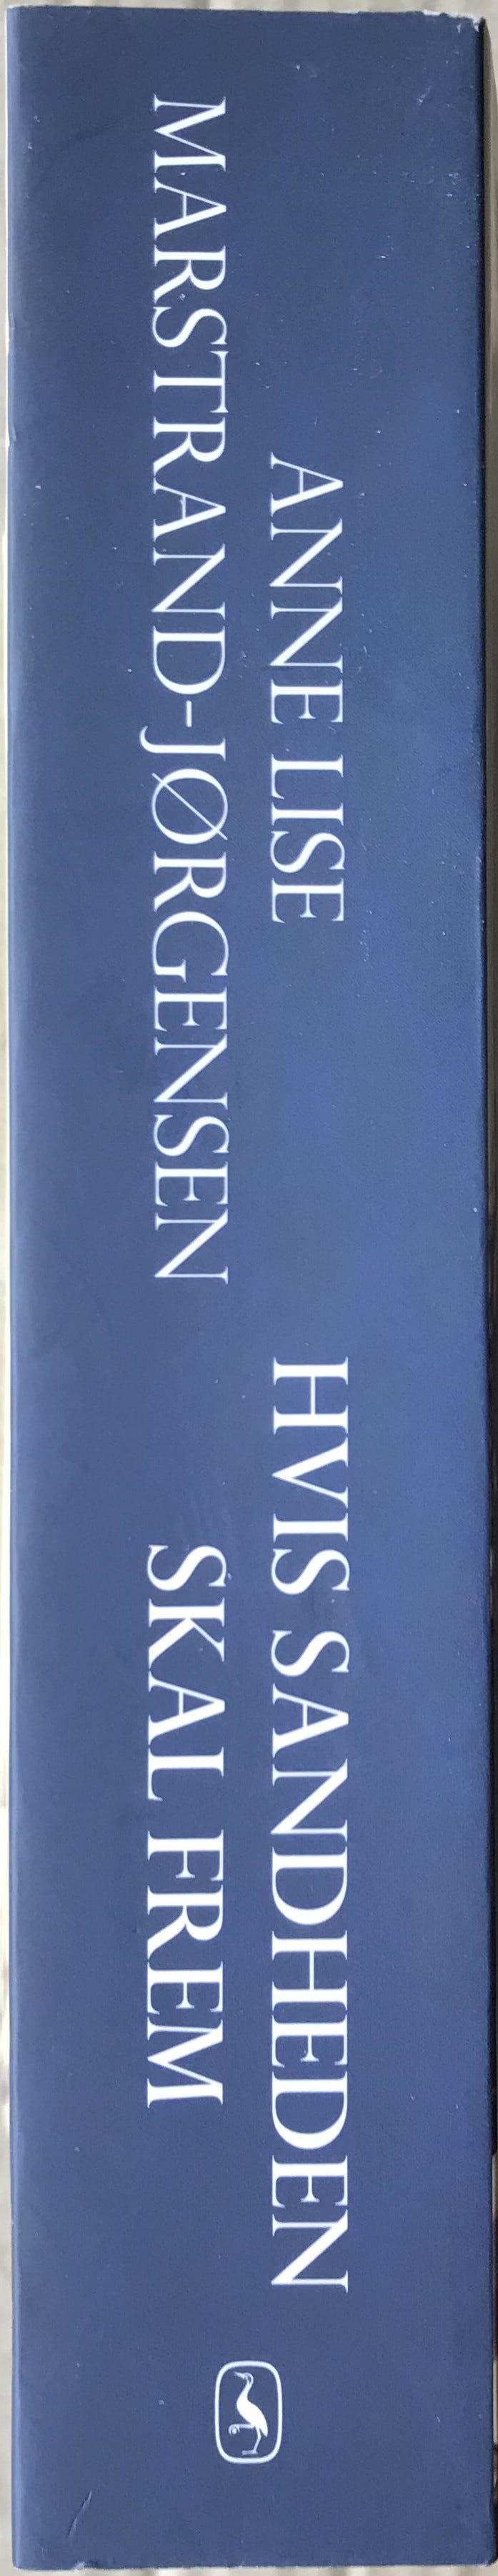 ANNE LISE
MARSTRAND-JØRGENSEN
HVIS SANDHEDEN
SKAL FREM